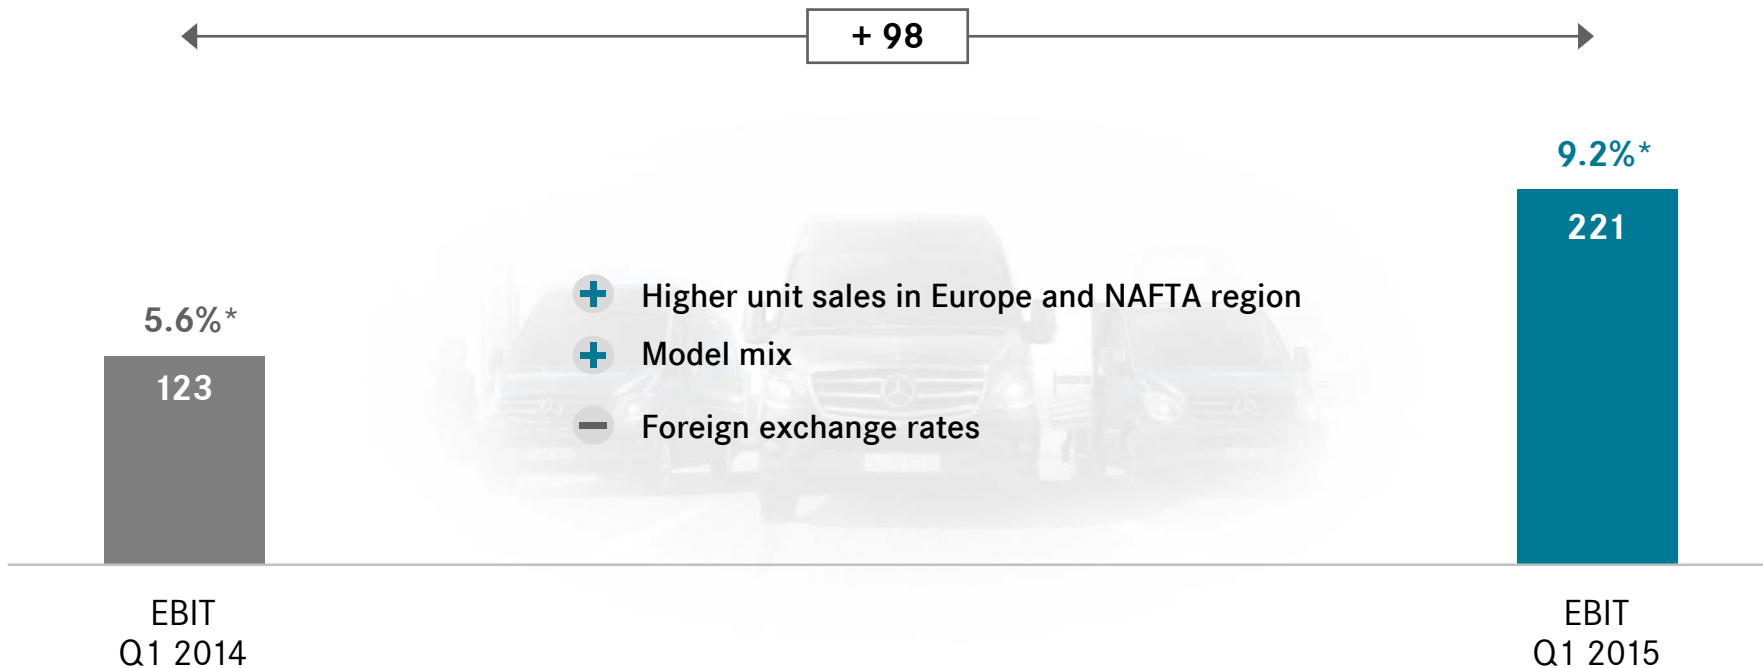 + 98
9.2%*
221
5.6%*
123
Higher unit sales in Europe and NAFTA region
Model mix
Foreign exchange rates
EBIT
Q1 2014
EBIT
Q1 2015